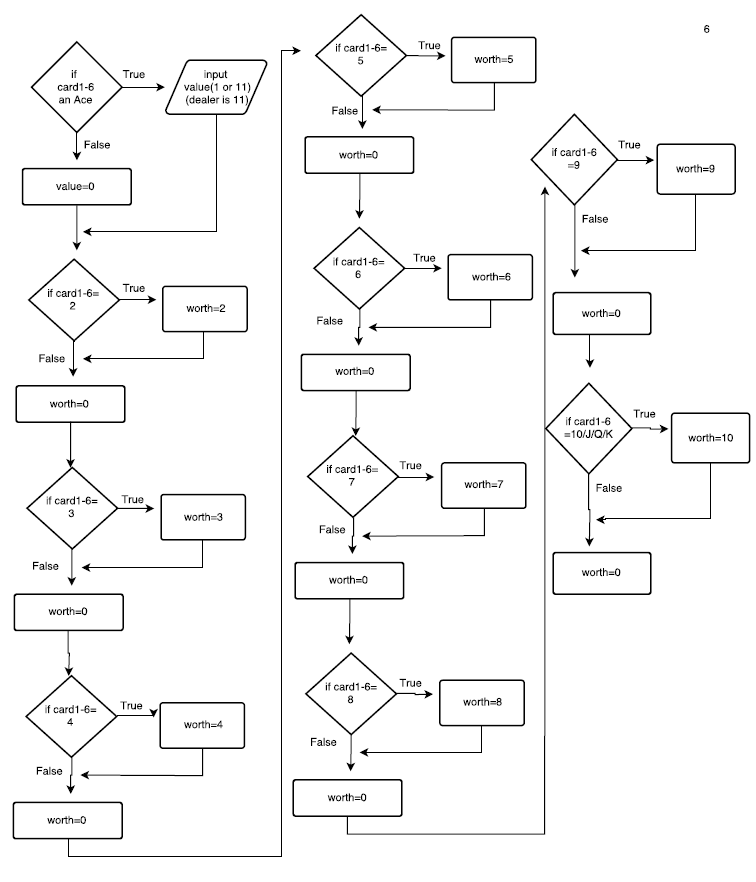 6
if
card1-6
an Ace
True
input
value(1 or 11)
(dealer is 11)
False
value=0
if card1-6=
2
True
worth=2
False
worth=0
if card1-6=
3
True
worth=3
False
worth=0
if card1-6=
4
True
worth=4
False
worth=0
if card1-6=
5
True
worth=5
False
worth=0
if card1-6=
6
True
worth=6
False
worth=0
if card1-6=
7
True
worth=7
False
worth=0
if card1-6=
8
True
worth=8
False
worth=0
if card1-6
=9
True
worth=9
False
worth=0
if card1-6
=10/J/Q/K
True
worth=10
False
worth=0